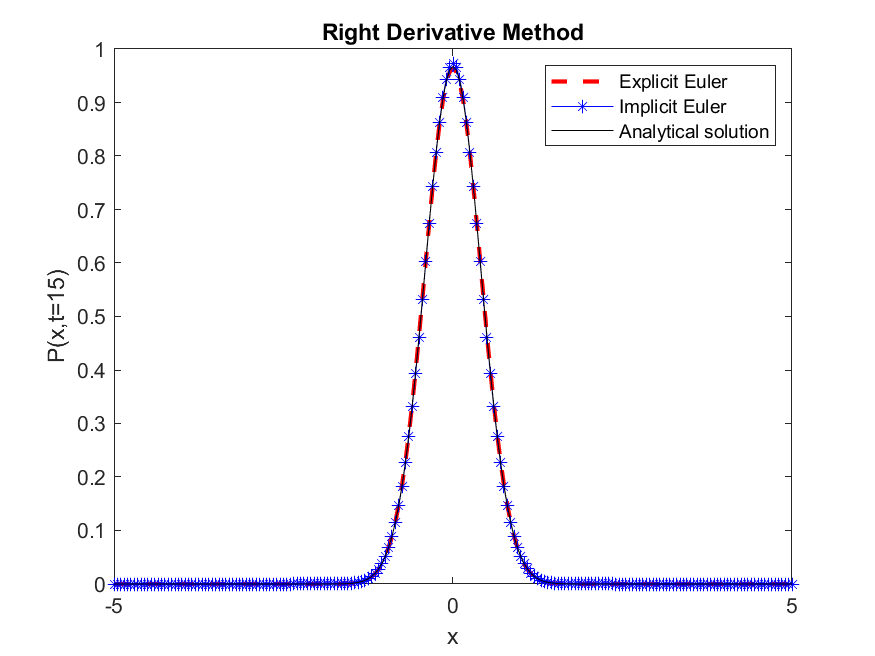 Right Derivative Method
Explicit Euler
Implicit Euler
Analytical solution
1
0.9
0.8
0.7
0.6
0.5
0.4
0.3
0.2
0.1
0
P(x,t=15)
-5
0
5
x